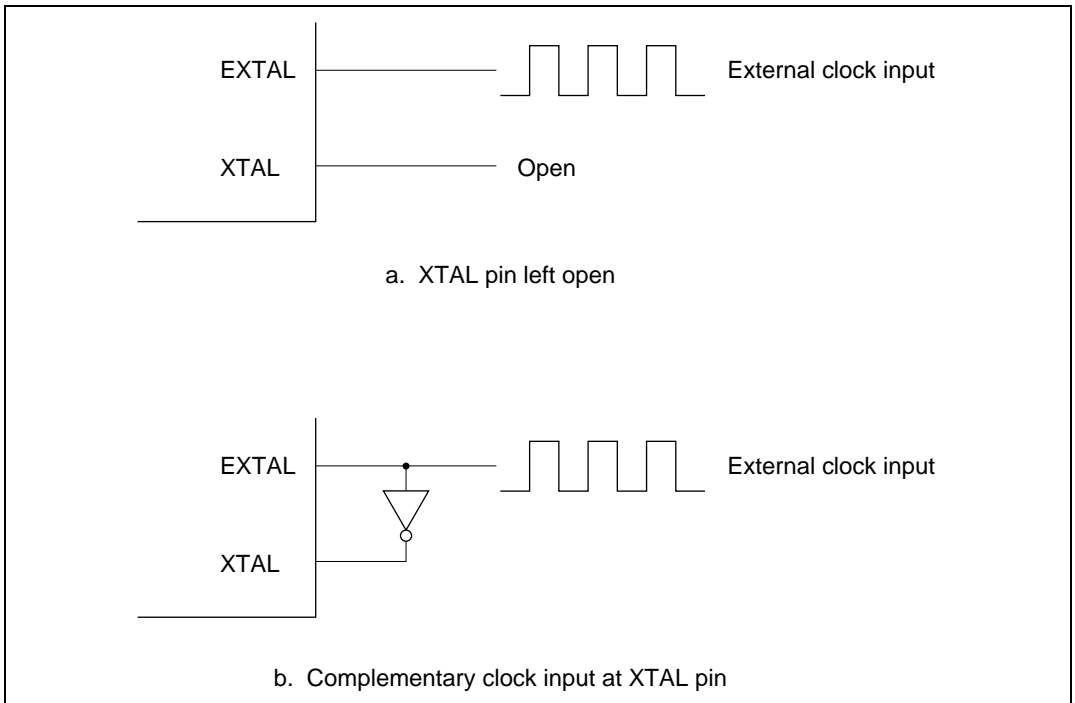 EXTAL
External clock input
XTAL
Open
a. XTAL pin left open
EXTAL
External clock input
XTAL
b. Complementary clock input at XTAL pin